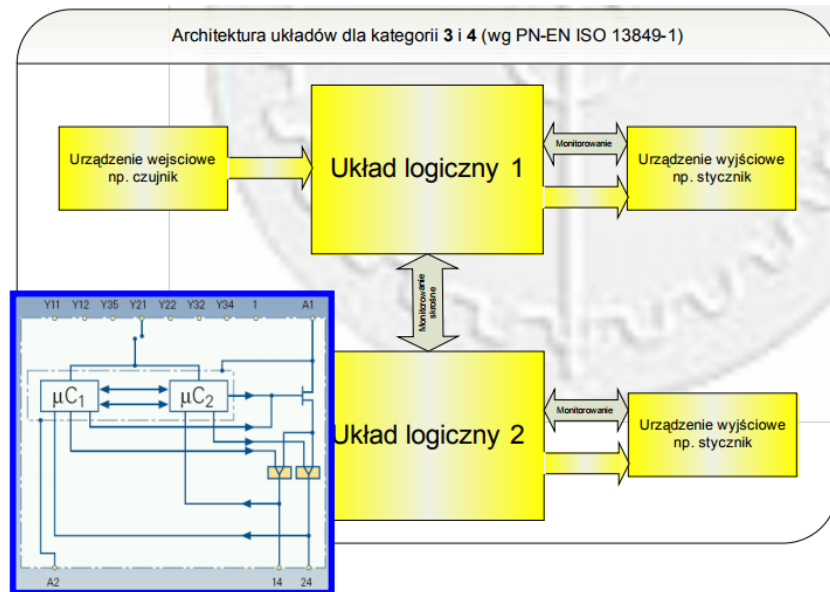 Architektura układów dla kategorii 3 i 4 (wg PN-EN ISO 13849-1)
Urządzenie wejsciowe
np. czujnik
Układ logiczny 1
Monitorowanie
Urządzenie wyjściowe
np. stycznik
Monitorowanie
skrośne
Y11 Y12 Y35 Y21 Y22 Y32 Y34 1 A1
µC1
µC2
A2 14 24
Układ logiczny 2
Monitorowanie
Urządzenie wyjściowe
np. stycznik